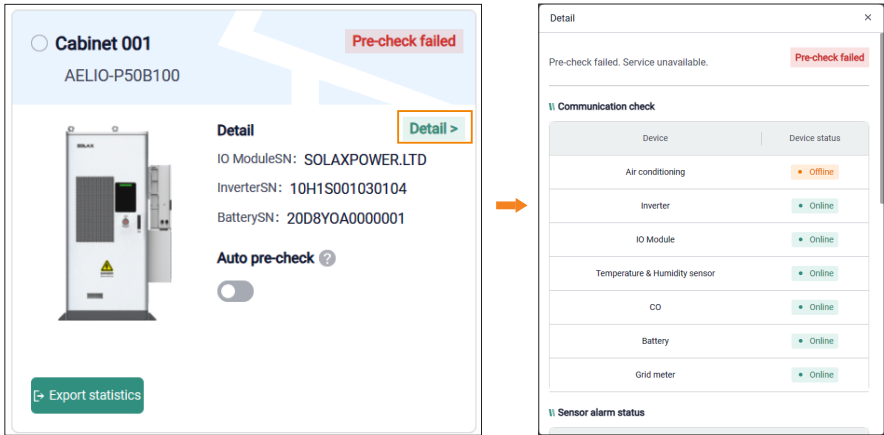 Cabinet 001
Pre-check failed
AELIO-P50B100
SOLAX
Detail
Detail >
IO ModuleSN: SOLAXPOWER.LTD
InverterSN: 10H1S001030104
BatterySN: 20D8YOA0000001
Auto pre-check ?
Export statistics
Detail
Pre-check failed. Service unavailable.
Pre-check failed
Communication check
Device
Device status
Air conditioning
Offline
Inverter
Online
IO Module
Online
Temperature & Humidity sensor
Online
CO
Online
Battery
Online
Grid meter
Online
Sensor alarm status